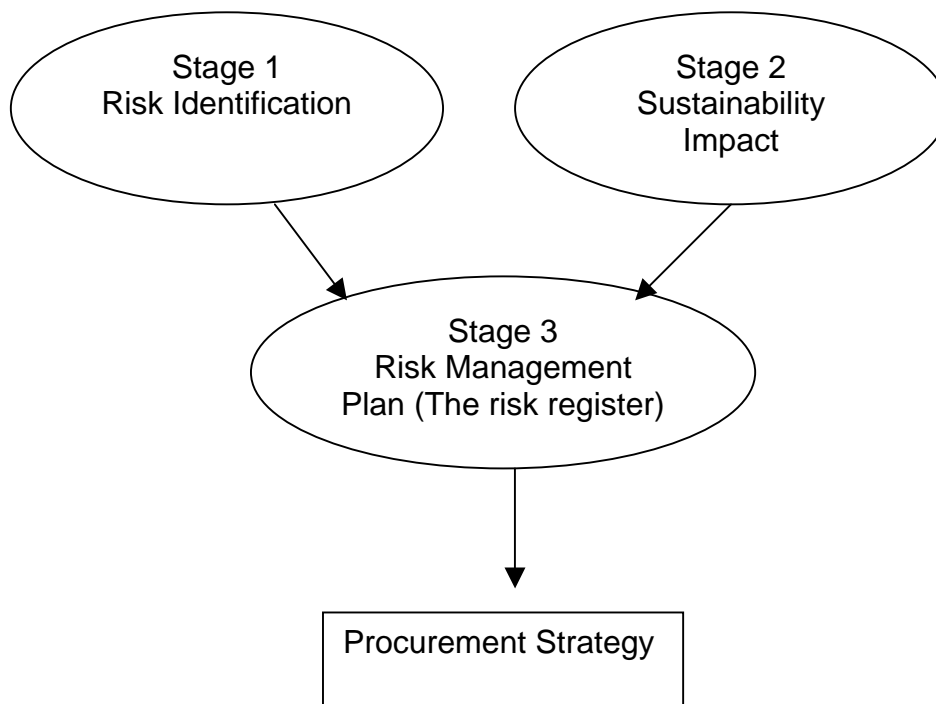 Stage 1
Risk Identification
Stage 2
Sustainability
Impact
Stage 3
Risk Management
Plan (The risk register)
Procurement Strategy